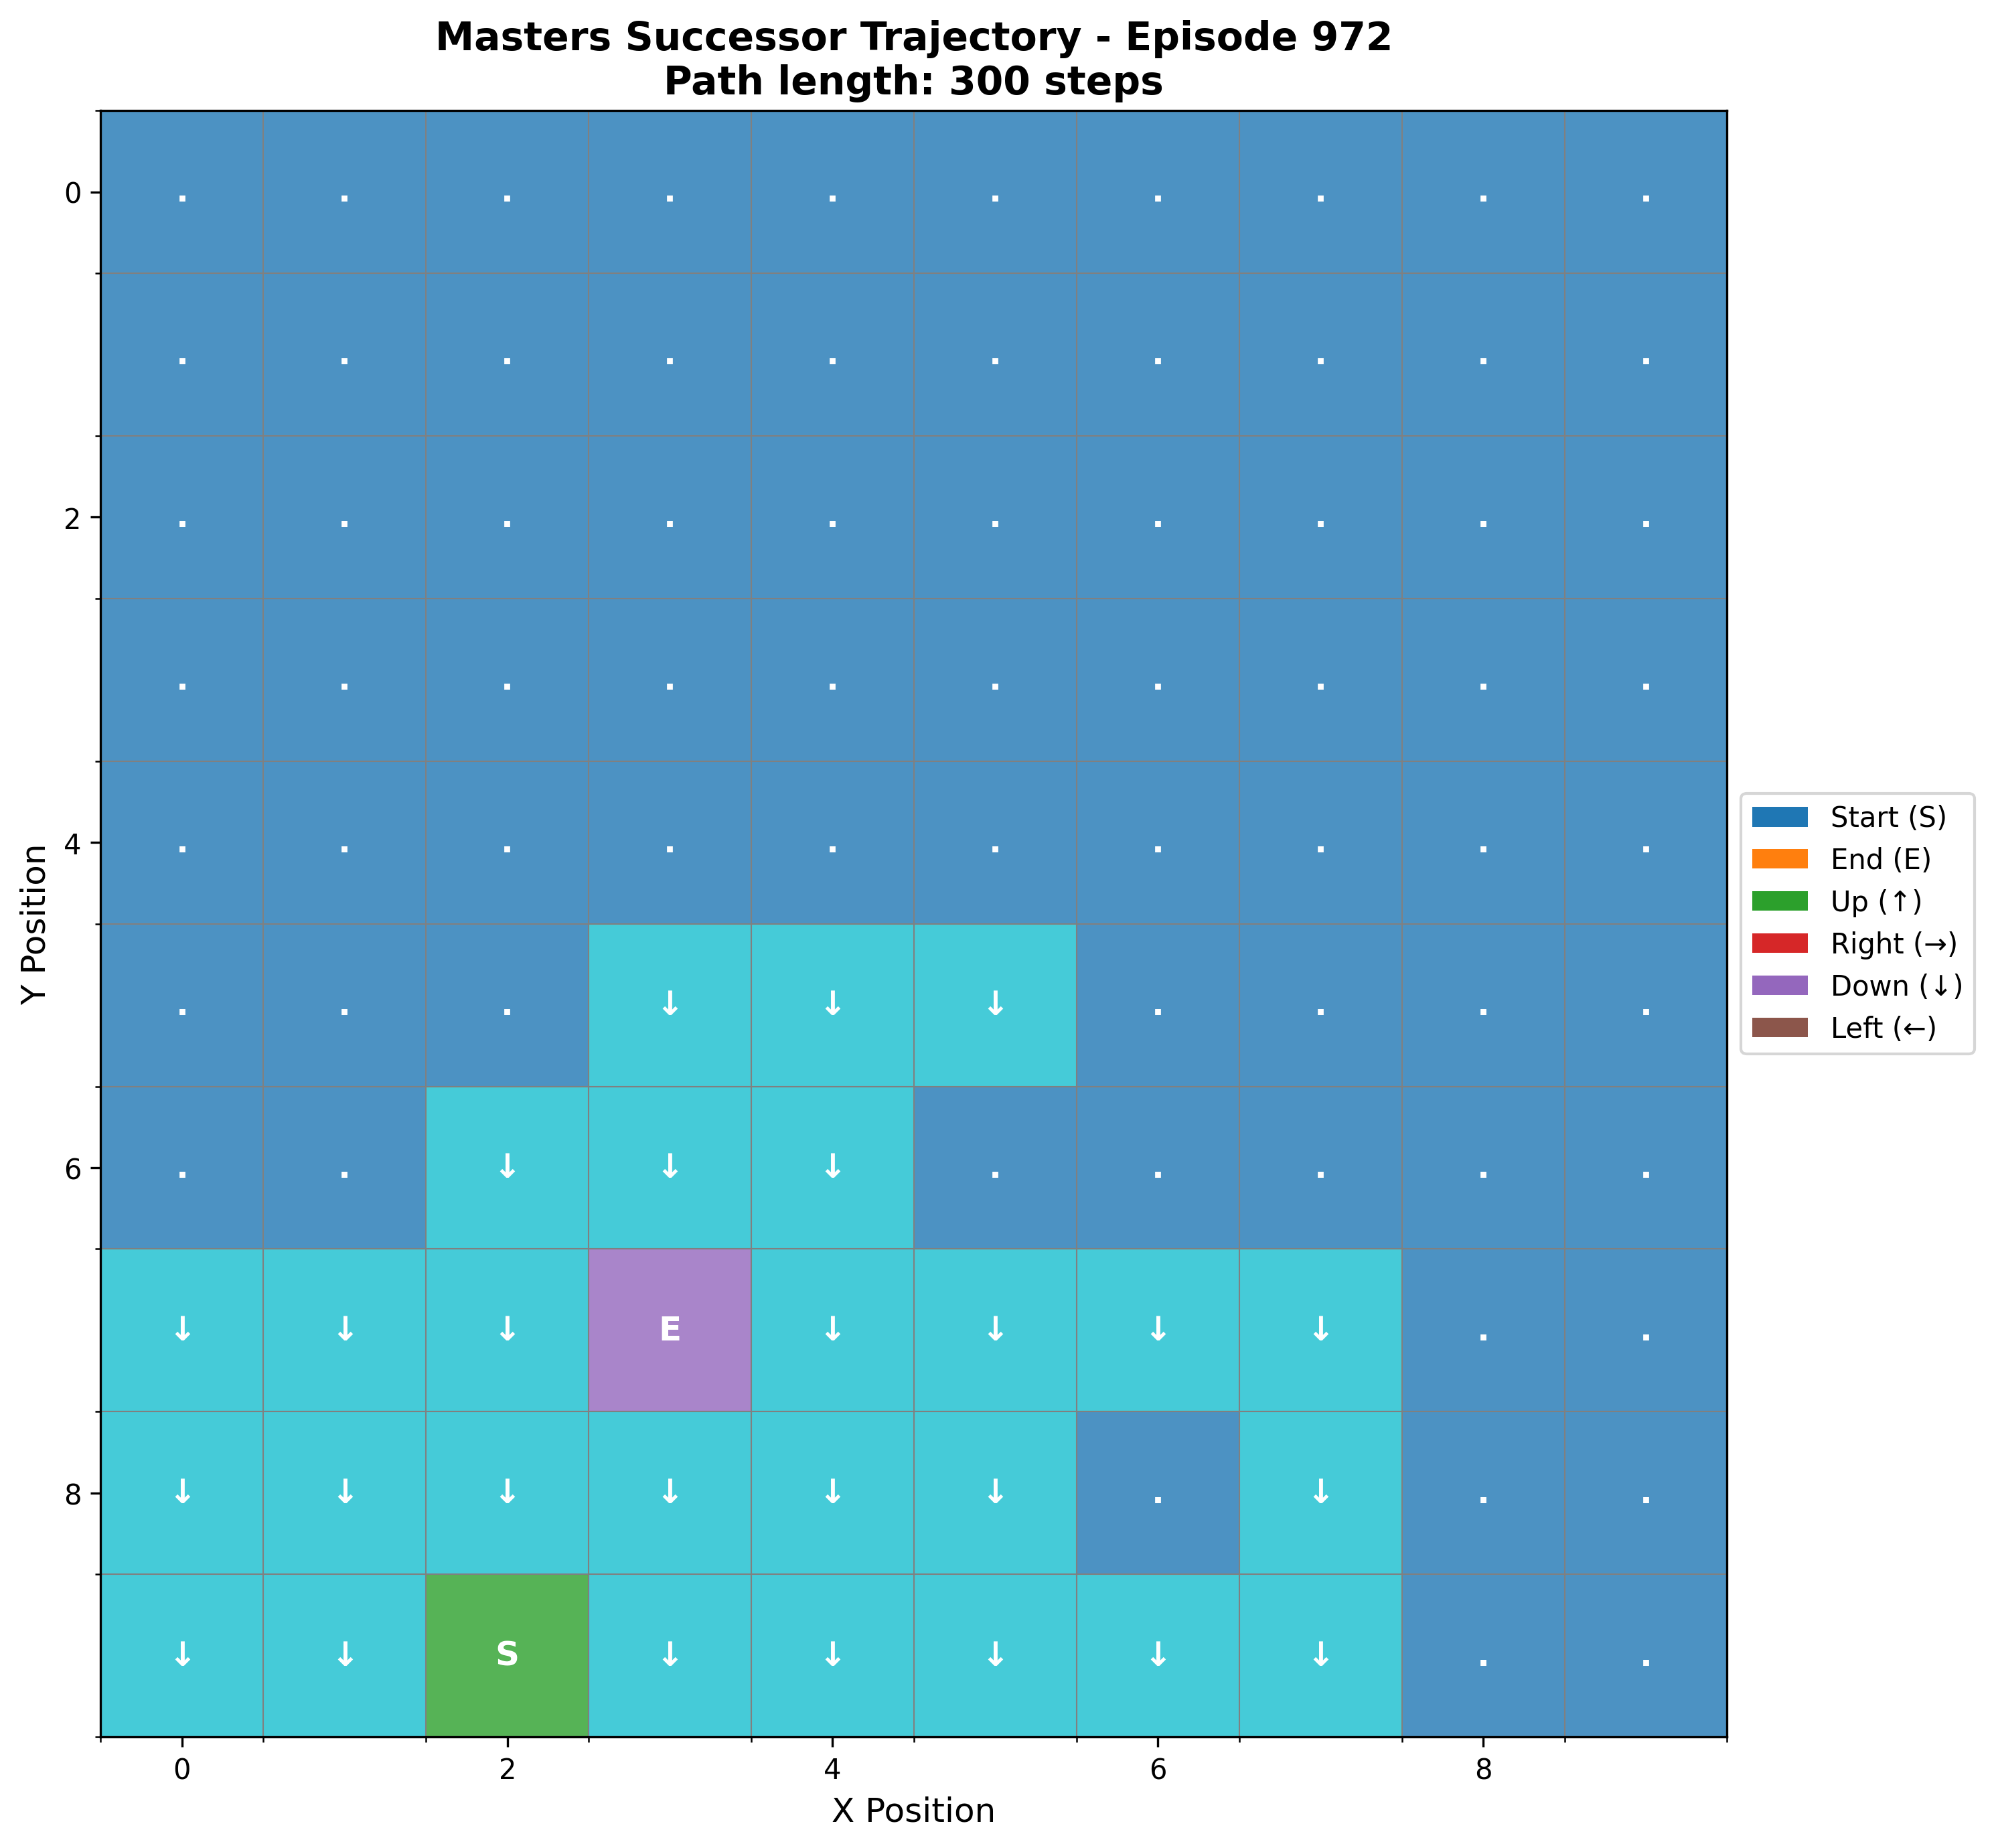 Masters Successor Trajectory - Episode 972
Path length: 300 steps
0 . . . . . . . . . .
. . . . . . . . . .
2 . . . . . . . . . .
. . . . . . . . . .
4 . . . . . . . . . .
. . . ↓ ↓ ↓ . . . .
6 . . ↓ ↓ ↓ . . . . .
↓ ↓ ↓ E ↓ ↓ ↓ ↓ . .
8 ↓ ↓ ↓ ↓ ↓ ↓ . ↓ . .
↓ ↓ S ↓ ↓ ↓ ↓ ↓ . .
0 2 4 6 8
X Position
Y Position
Start (S)
End (E)
Up (↑)
Right (→)
Down (↓)
Left (←)